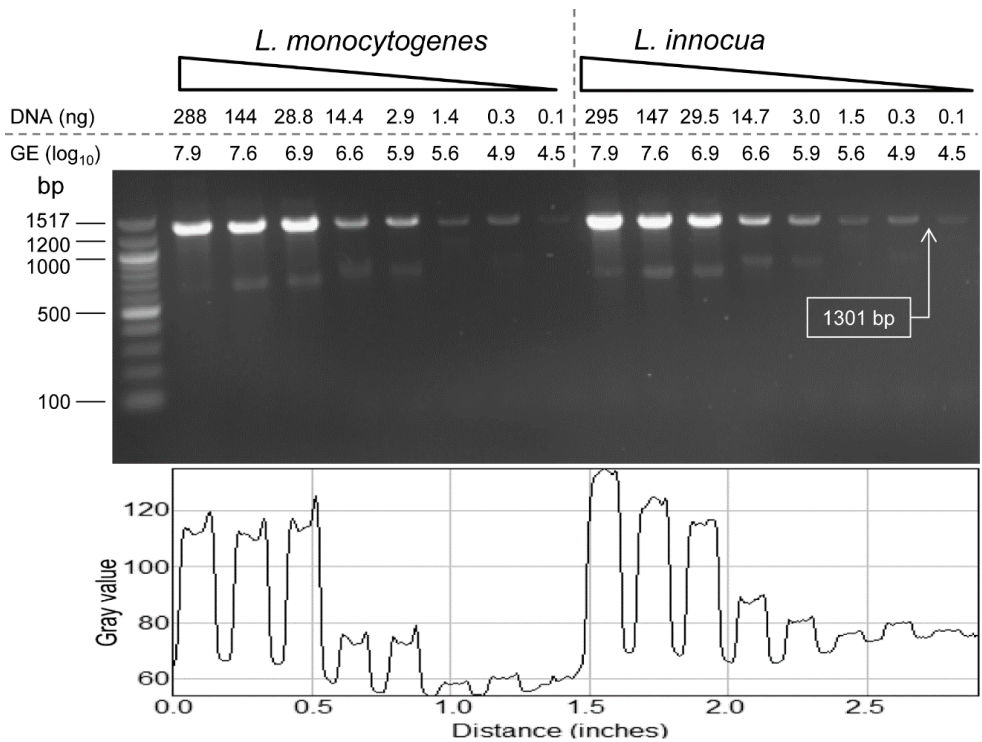 L. monocytogenes L. innocua
DNA (ng) 288 144 28.8 14.4 2.9 1.4 0.3 0.1 295 147 29.5 14.7 3.0 1.5 0.3 0.1
GE (log10) 7.9 7.6 6.9 6.6 5.9 5.6 4.9 4.5 7.9 7.6 6.9 6.6 5.9 5.6 4.9 4.5
bp
1517
1200
1000
500
1301 bp
100
120
100
80
60
Gray value
0.0 0.5 1.0 1.5 2.0 2.5
Distance (inches)